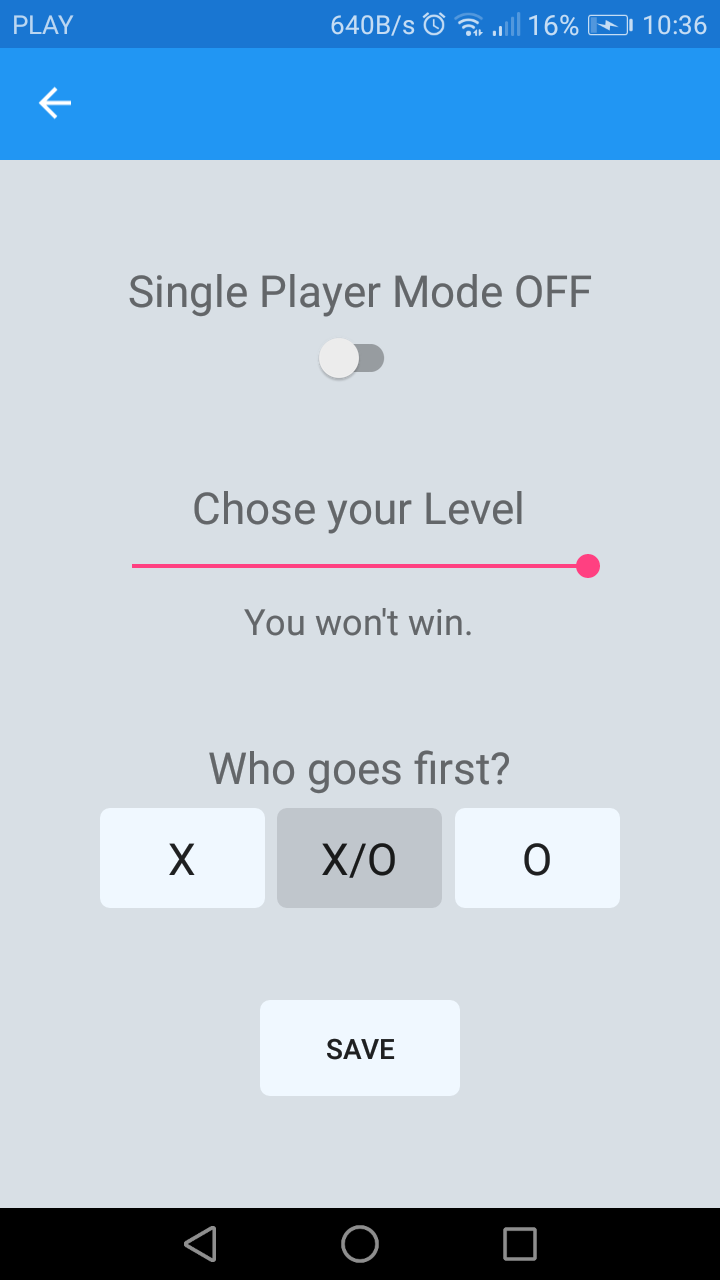 PLAY 640B/s 16% 10:36
Single Player Mode OFF
Chose your Level
You won't win.
Who goes first?
X X/O O
SAVE